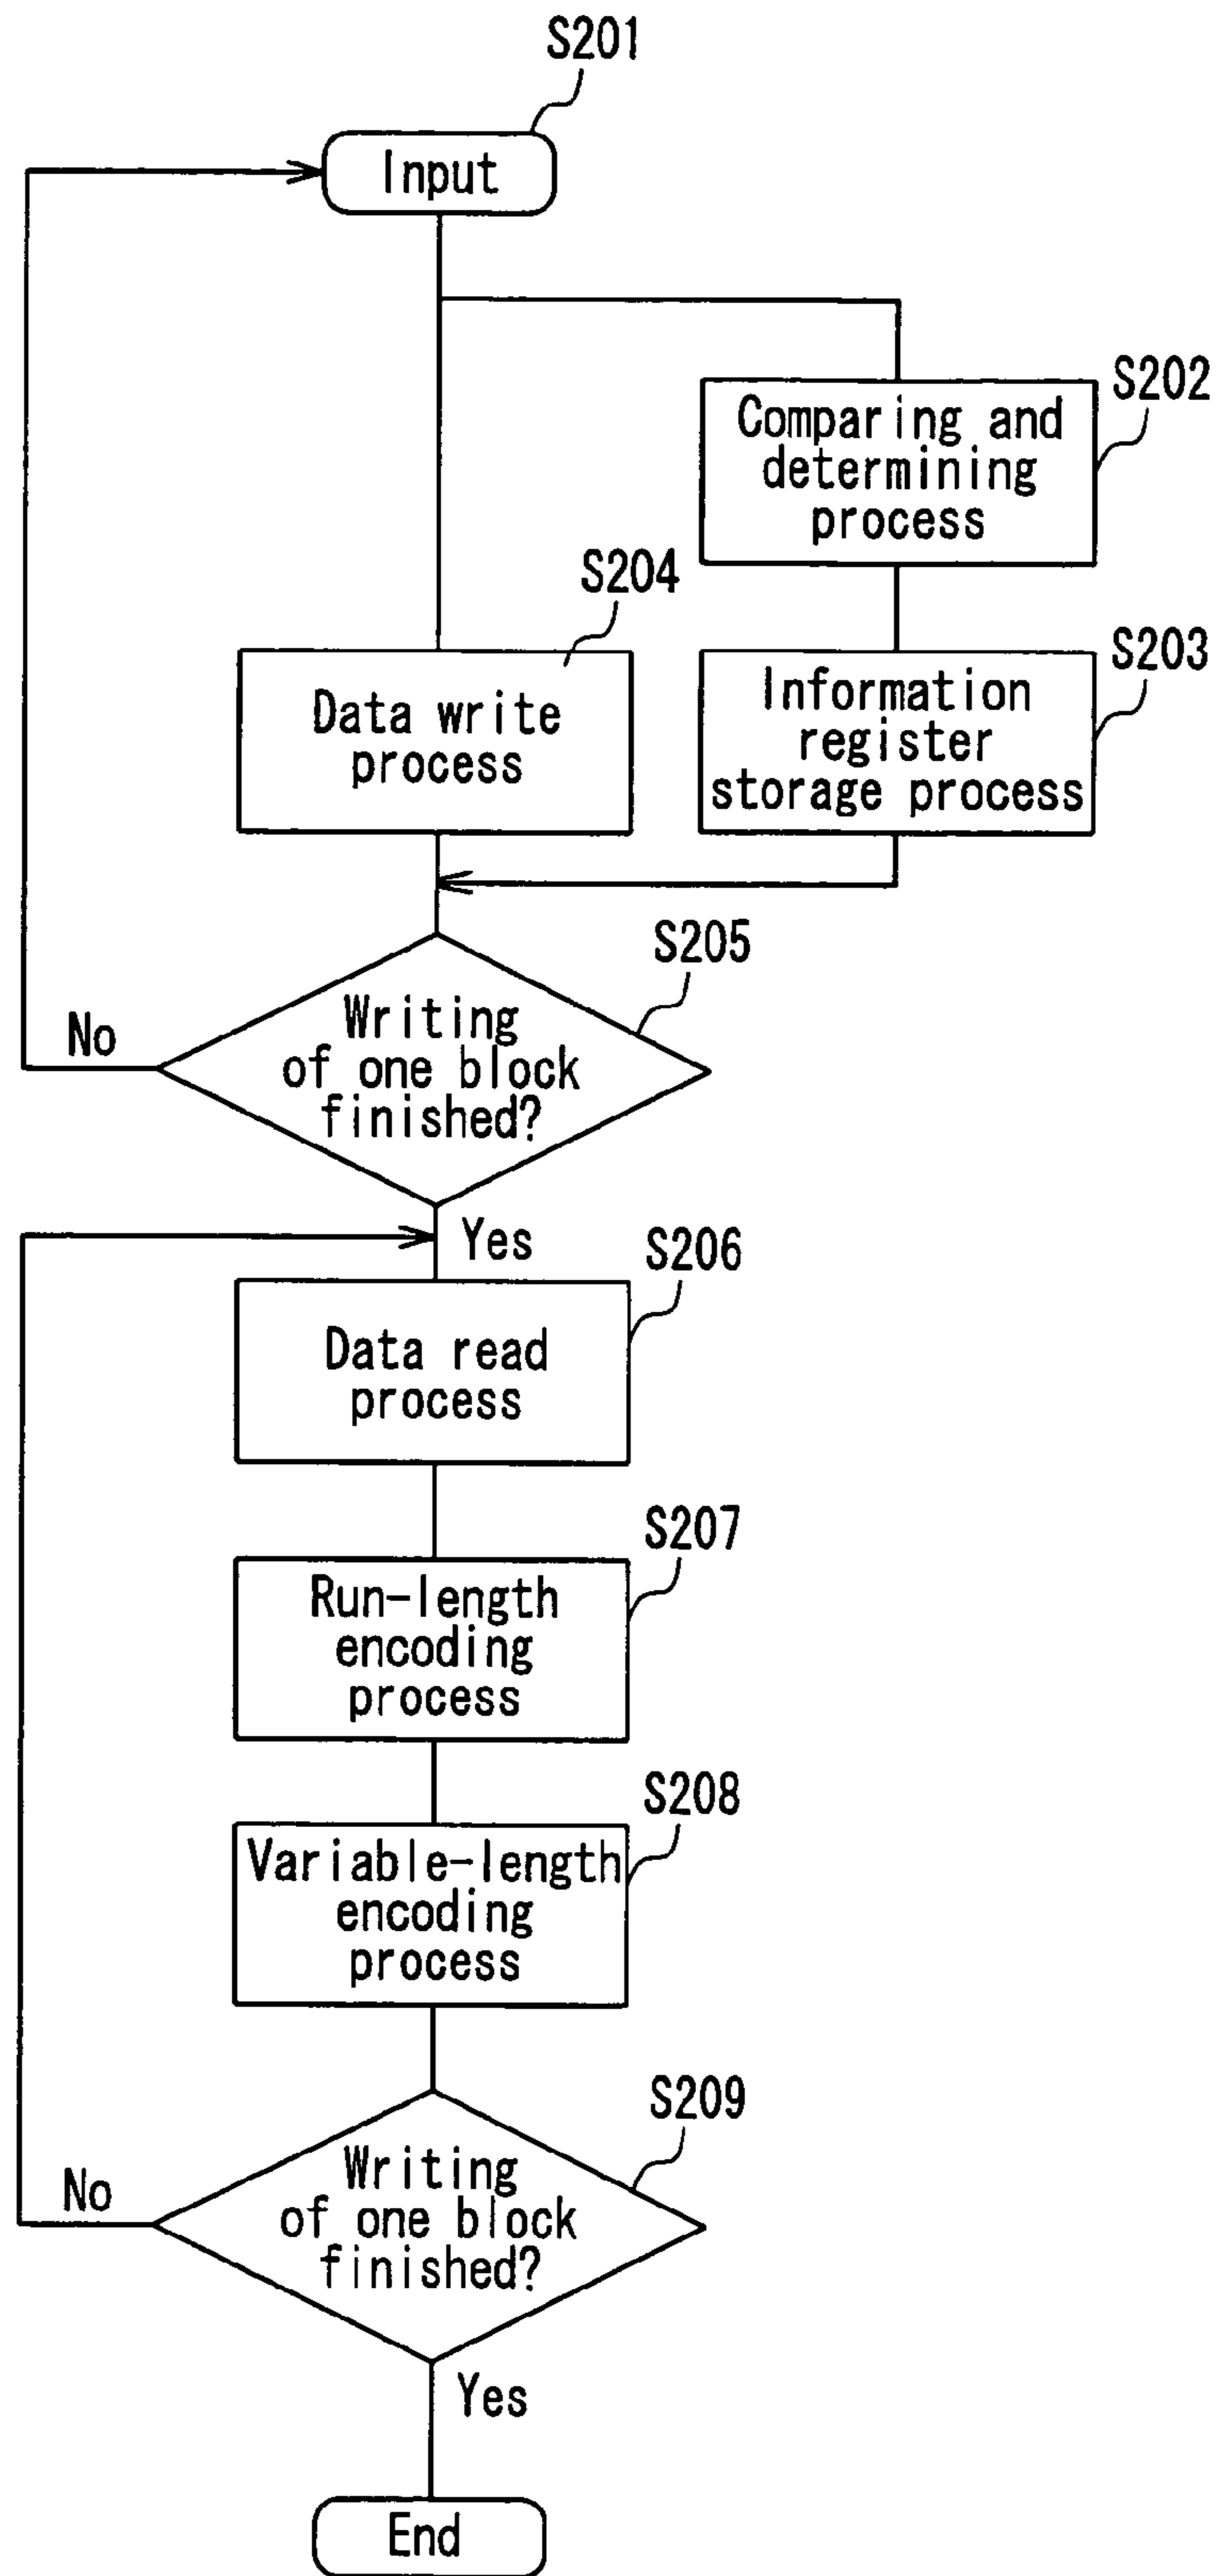 S201
Input
S202
Comparing and
determining
process
S204
S203
Data write
process
Information
register
storage process
S205
Writing
of one block
finished?
No
Yes
S206
Data read
process
S207
Run-length
encoding
process
S208
Variable-length
encoding
process
S209
Writing
of one block
finished?
No
Yes
End